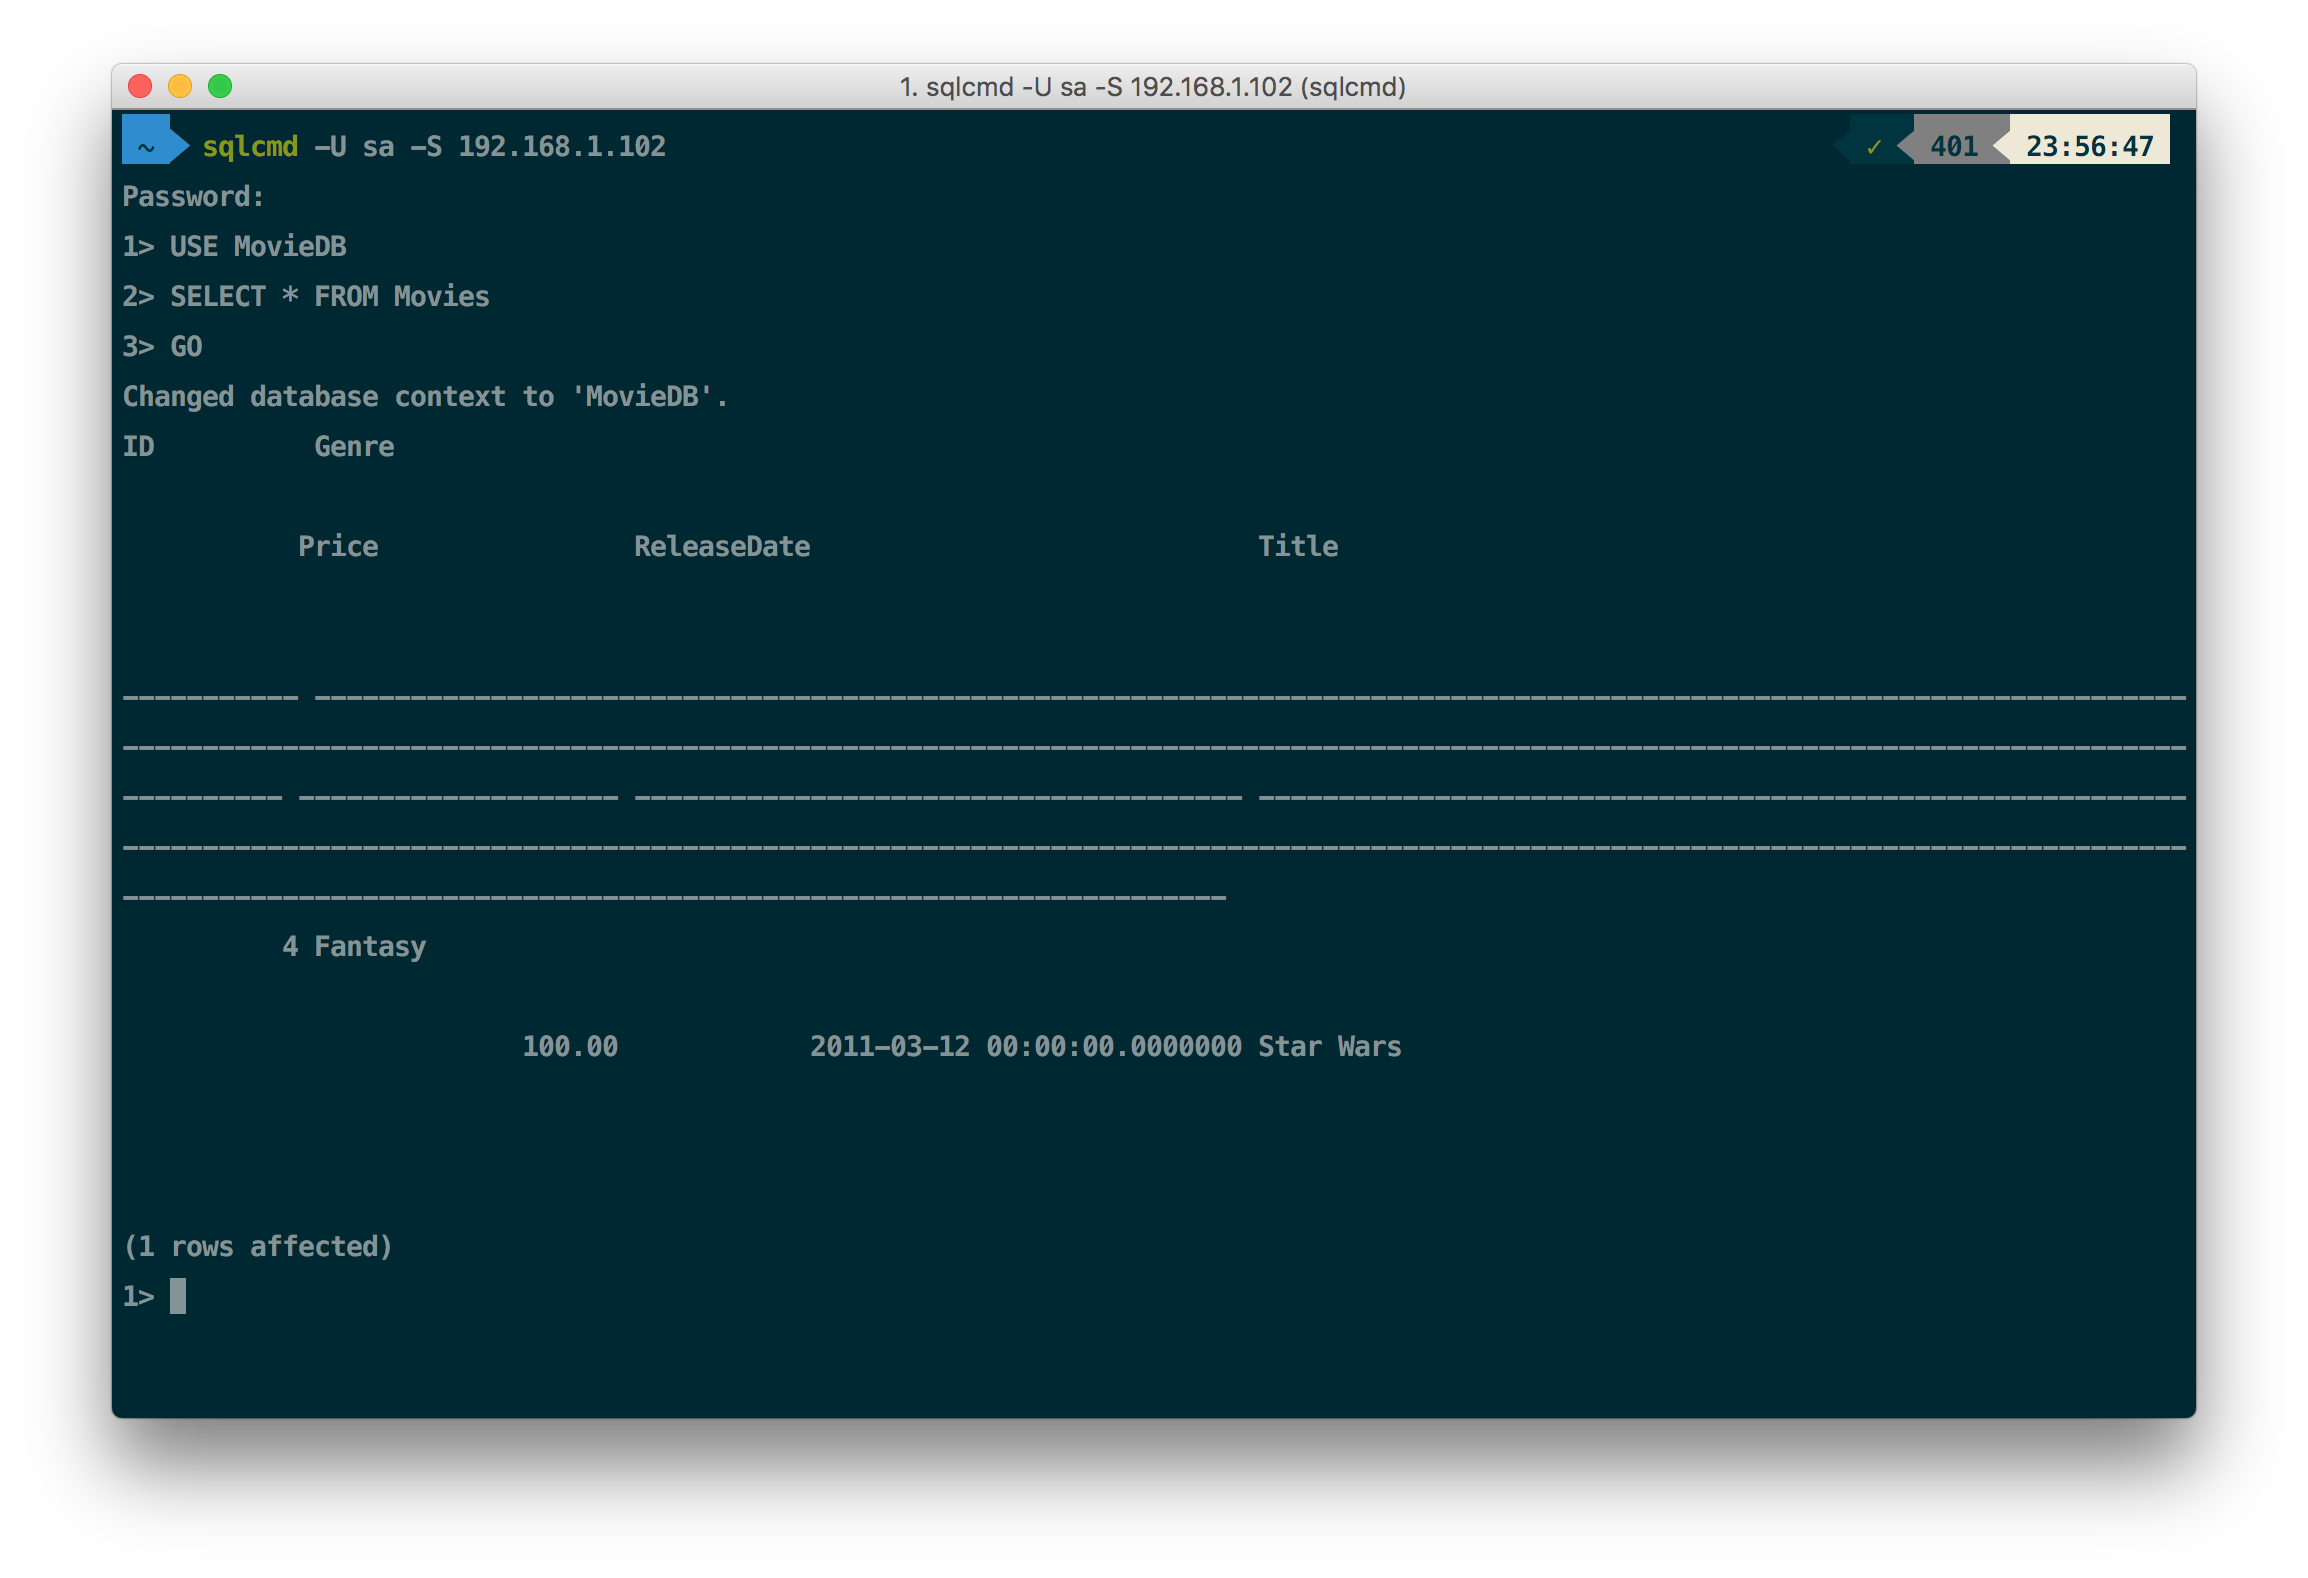 1. sqlcmd -U sa -S 192.168.1.102 (sqlcmd)
~ sqlcmd -U sa -S 192.168.1.102 ✓ 401 23:56:47
Password:
1> USE MovieDB
2> SELECT * FROM Movies
3> GO
Changed database context to 'MovieDB'.
ID          Genre
           Price                ReleaseDate                            Title
----------- ---------------------------------------------------------------------------------------------------------------------
---------------------------------------------------------------------------------------------------------------------------------
---------- -------------------- -------------------------------------- ----------------------------------------------------------
---------------------------------------------------------------------------------------------------------------------------------
---------------------------------------------------------------------
          4 Fantasy
                         100.00            2011-03-12 00:00:00.0000000 Star Wars
(1 rows affected)
1>